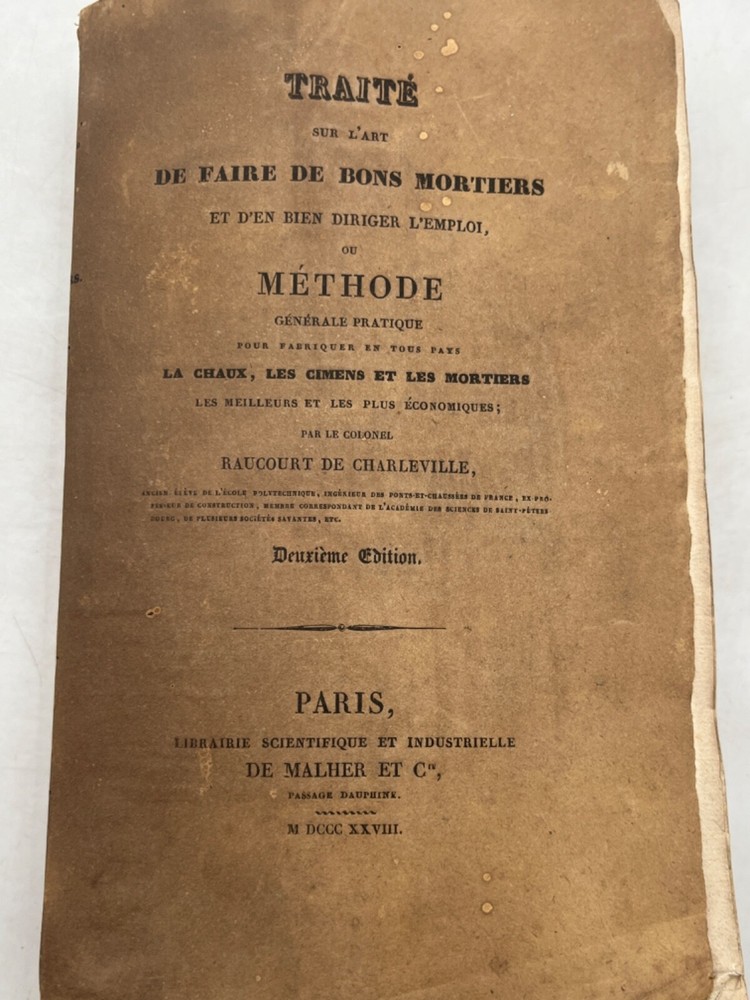 TRAITÉ
SUR L'ART
DE FAIRE DE BONS MORTIERS
ET D'EN BIEN DIRIGER L'EMPLOI,
OU
MÉTHODE
GÉNÉRALE PRATIQUE
POUR FABRIQUER EN TOUS PAYS
LA CHAUX, LES CIMENS ET LES MORTIERS
LES MEILLEURS ET LES PLUS ÉCONOMIQUES;
PAR LE COLONEL
RAUCOURT DE CHARLEVILLE,
ANCIEN ÉLÈVE DE L'ÉCOLE POLYTECHNIQUE, INGÉNIEUR DES PONTS-ET-CHAUSSÉES DE FRANCE, EX PRO-
FESSEUR DE CONSTRUCTION, MEMBRE CORRESPONDANT DE L'ACADÉMIE DES SCIENCES DE SAINT-PÉTERS
BOURG, DE PLUSIEURS SOCIÉTÉS SAVANTES, ETC.
Deuxième Edition.
PARIS,
LIBRAIRIE SCIENTIFIQUE ET INDUSTRIELLE
DE MALHER ET Cie,
PASSAGE DAUPHINE.
M DCCC XXVIII.